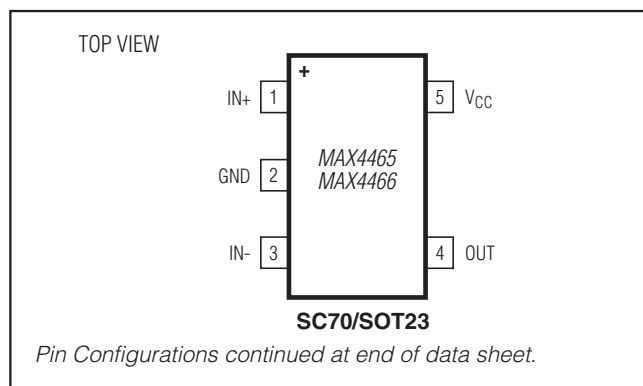 TOP VIEW
+
IN+ 1
5 VCC
MAX4465
MAX4466
GND 2
IN- 3
4 OUT
SC70/SOT23
Pin Configurations continued at end of data sheet.